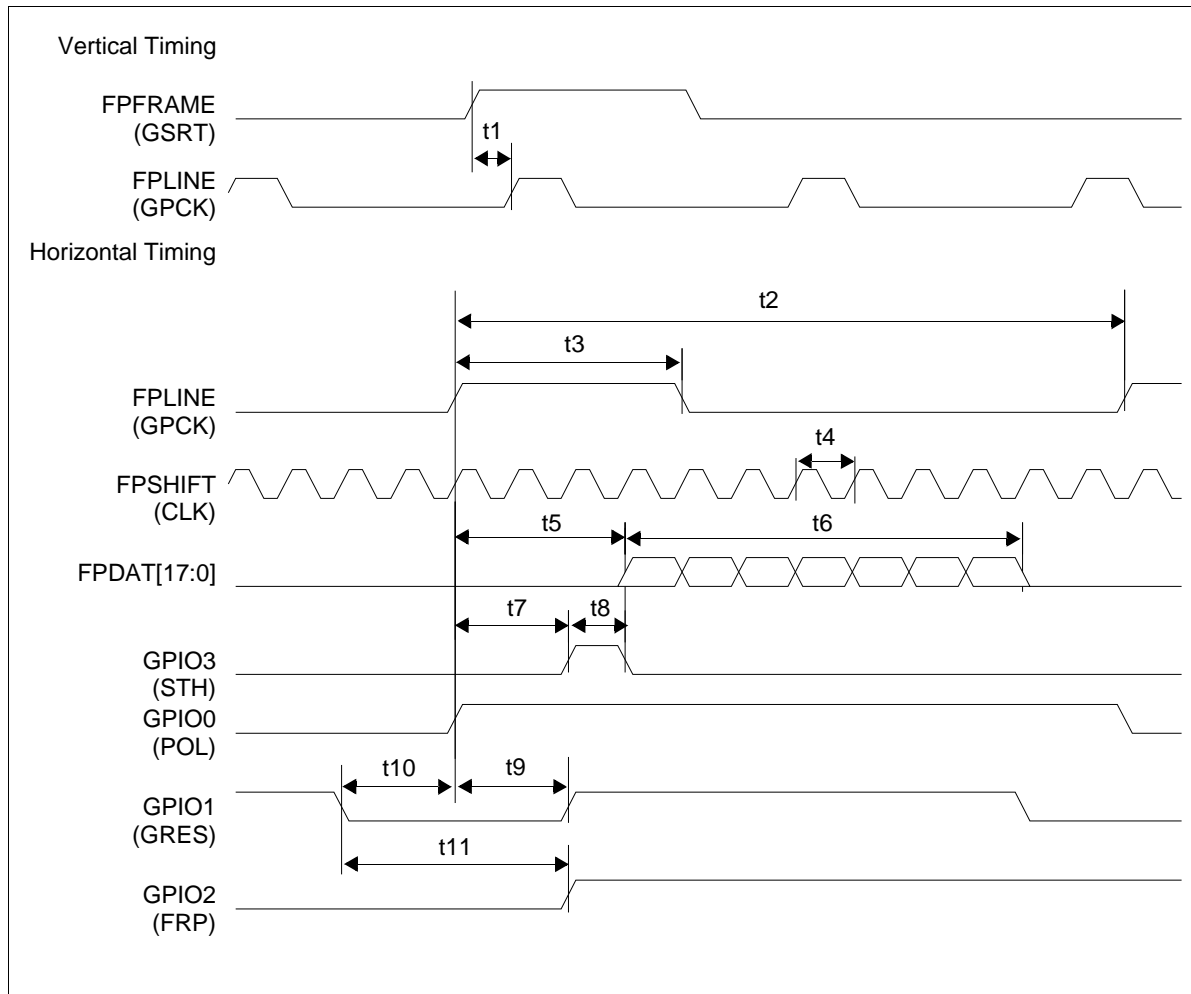 Vertical Timing
FPFRAME
(GSRT)
t1
FPLINE
(GPCK)
Horizontal Timing
t2
t3
FPLINE
(GPCK)
t4
FPSHIFT
(CLK)
t5
t6
FPDAT[17:0]
t7
t8
GPIO3
(STH)
GPIO0
(POL)
t10
t9
GPIO1
(GRES)
t11
GPIO2
(FRP)